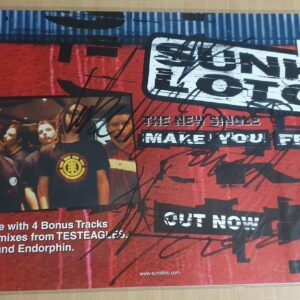 SUNK
LOTO
THE NEW SINGLE
MAKE YOU FE
e with 4 Bonus Tracks
mixes from TESTEAGLES,
and Endorphin.
OUT NOW
www.sunkloto.com